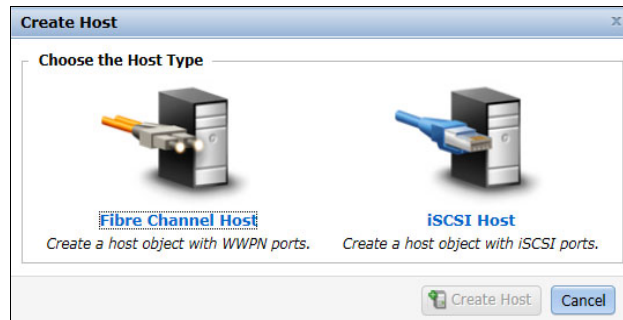 Create Host
x
Choose the Host Type
Fibre Channel Host
iSCSI Host
Create a host object with WWPN ports.
Create a host object with iSCSI ports.
Create Host
Cancel